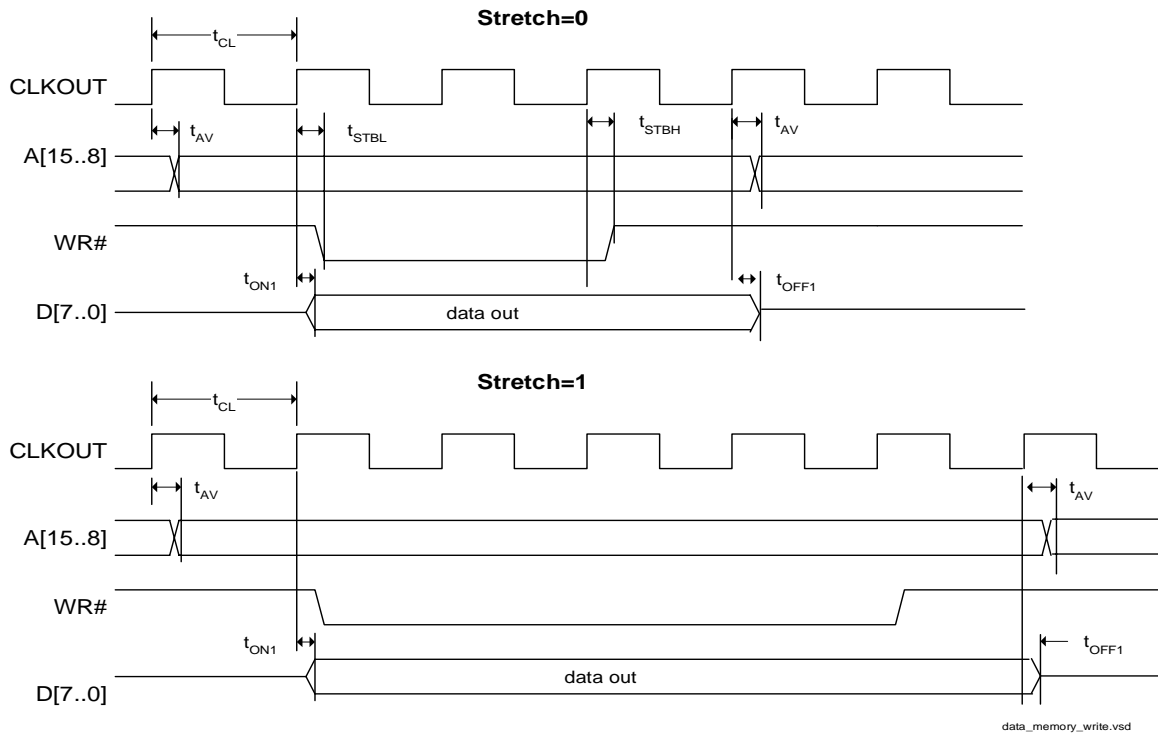 Stretch=0
tCL
CLKOUT
tAV
tSTBL
tSTBH
tAV
A[15..8]
WR#
tON1
tOFF1
D[7..0]
data out
Stretch=1
tCL
CLKOUT
tAV
tAV
A[15..8]
WR#
tON1
tOFF1
data out
D[7..0]
data_memory_write.vsd